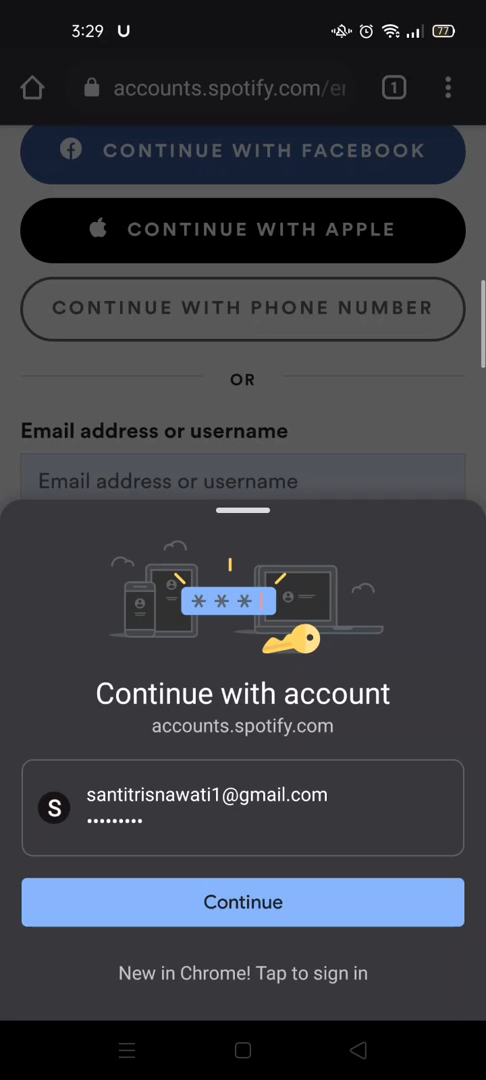 3:29
77
accounts.spotify.com/
1
CONTINUE WITH FACEBOOK
CONTINUE WITH APPLE
CONTINUE WITH PHONE NUMBER
OR
Email address or username
Email address or username
***
Continue with account
accounts.spotify.com
S
santitrisnawati1@gmail.com
•••••••••
Continue
New in Chrome! Tap to sign in